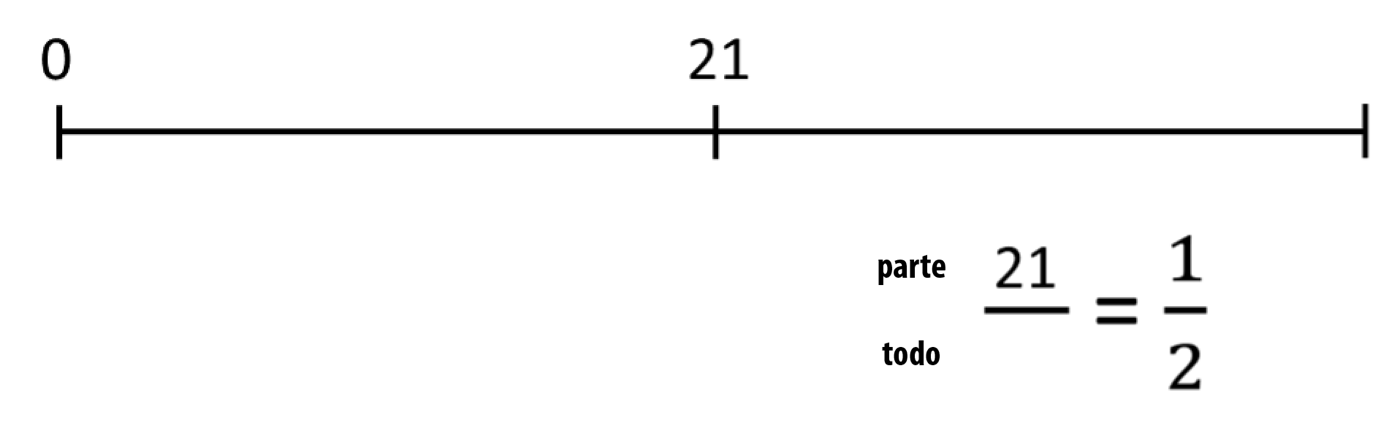 0 21
parte 21 = 1
todo 2